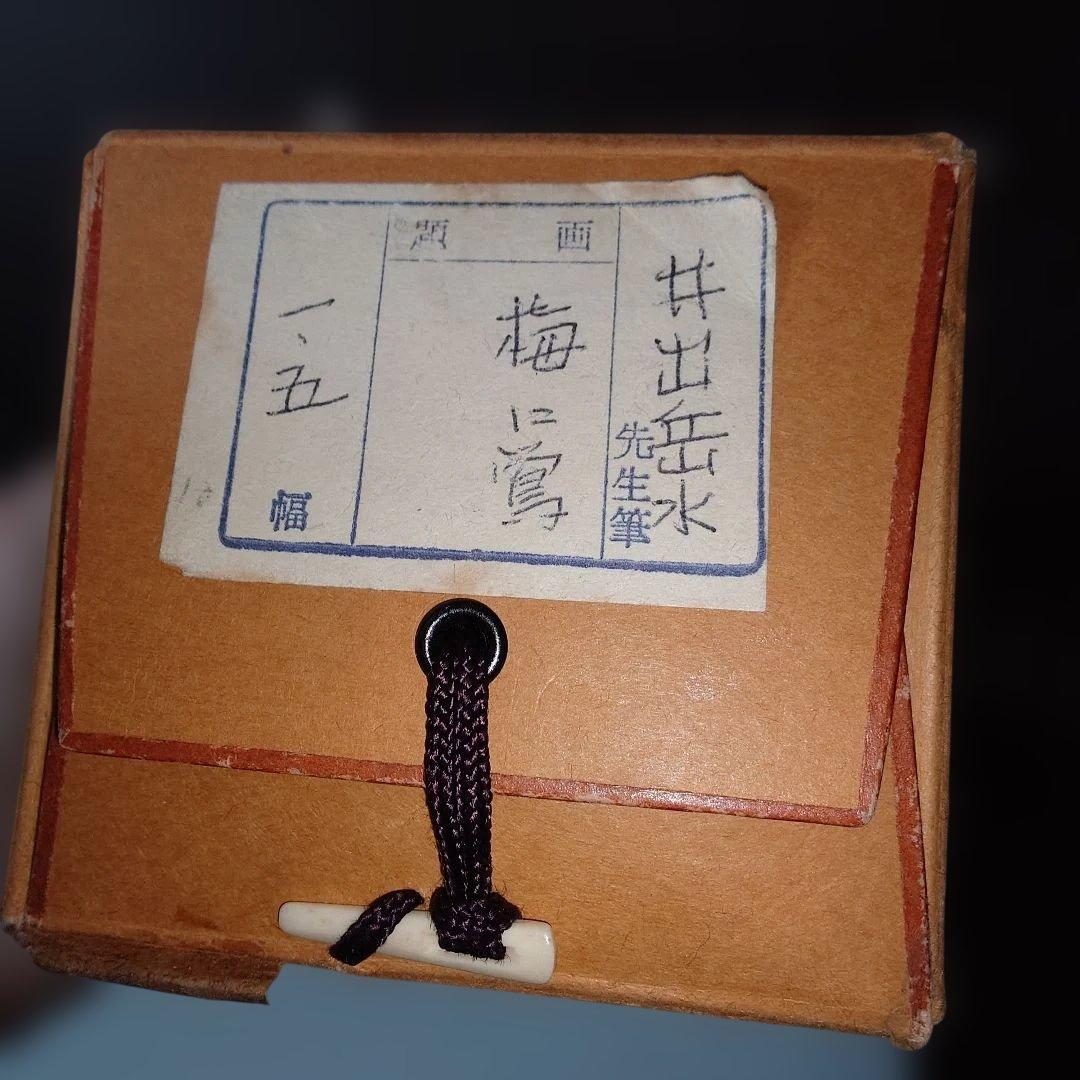 井出岳水
先生筆
画題
梅に鶯
一、五
幅